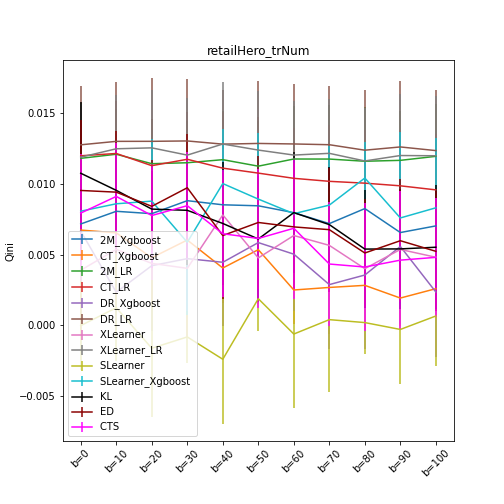 retailHero_trNum
0.015
0.010
0.005
0.000
−0.005
Qini
2M_Xgboost
CT_Xgboost
2M_LR
CT_LR
DR_Xgboost
DR_LR
XLearner
XLearner_LR
SLearner
SLearner_Xgboost
KL
ED
CTS
b=0 b=10 b=20 b=30 b=40 b=50 b=60 b=70 b=80 b=90 b=100